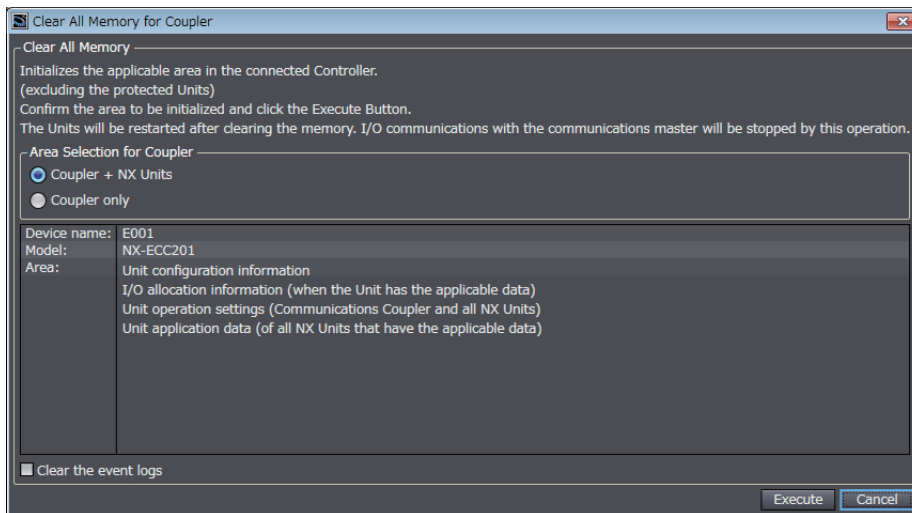 Clear All Memory for Coupler
Clear All Memory
Initializes the applicable area in the connected Controller.
(excluding the protected Units)
Confirm the area to be initialized and click the Execute Button.
The Units will be restarted after clearing the memory. I/O communications with the communications master will be stopped by this operation.
Area Selection for Coupler
Coupler + NX Units
Coupler only
Device name: E001
Model: NX-ECC201
Area: Unit configuration information
I/O allocation information (when the Unit has the applicable data)
Unit operation settings (Communications Coupler and all NX Units)
Unit application data (of all NX Units that have the applicable data)
Clear the event logs
Execute Cancel